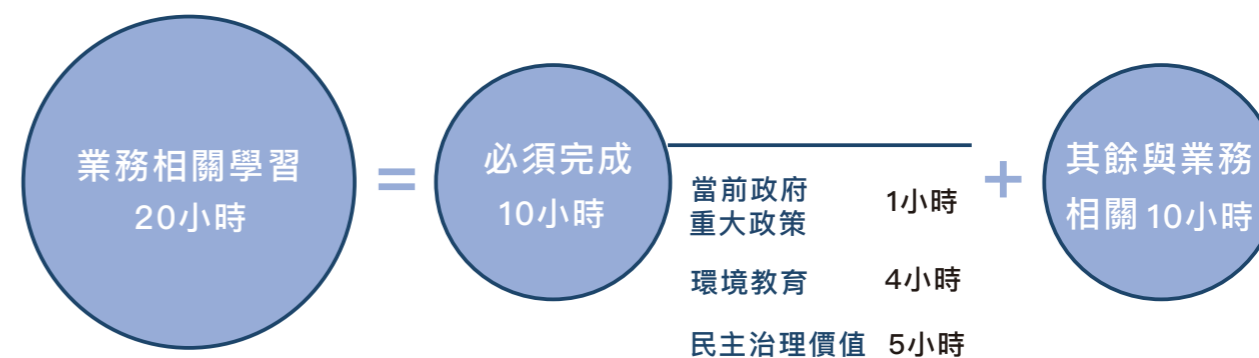 業務相關學習
20小時
=
必須完成
10小時
當前政府
重大政策 1小時
環境教育 4小時
民主治理價值 5小時
+
其餘與業務
相關10小時